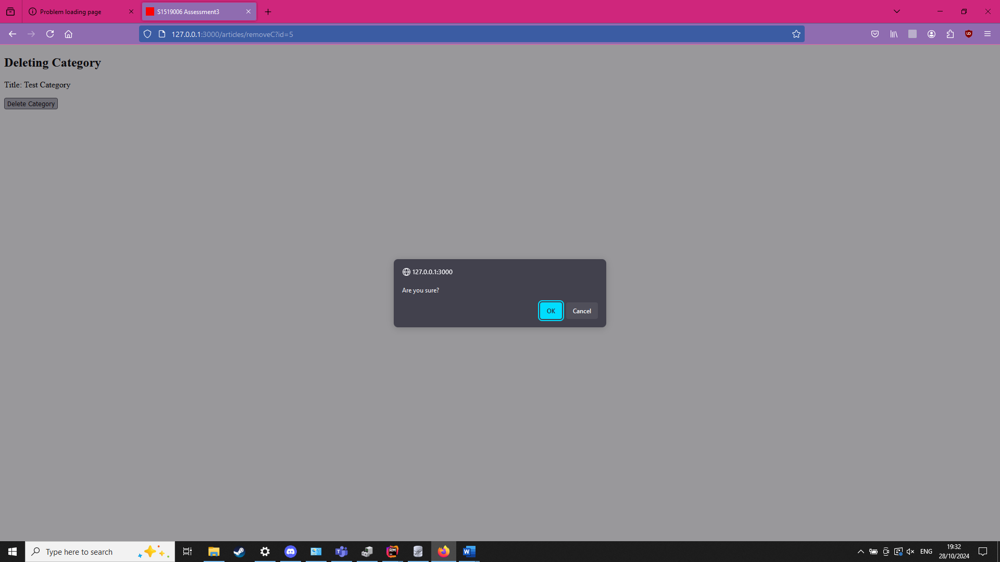 Problem loading page
S1519006 Assessment3
127.0.0.1:3000/articles/removeC?id=5
Deleting Category
Title: Test Category
Delete Category
127.0.0.1:3000
Are you sure?
OK
Cancel
Type here to search
RM
T
W
ENG
19:32
28/10/2024